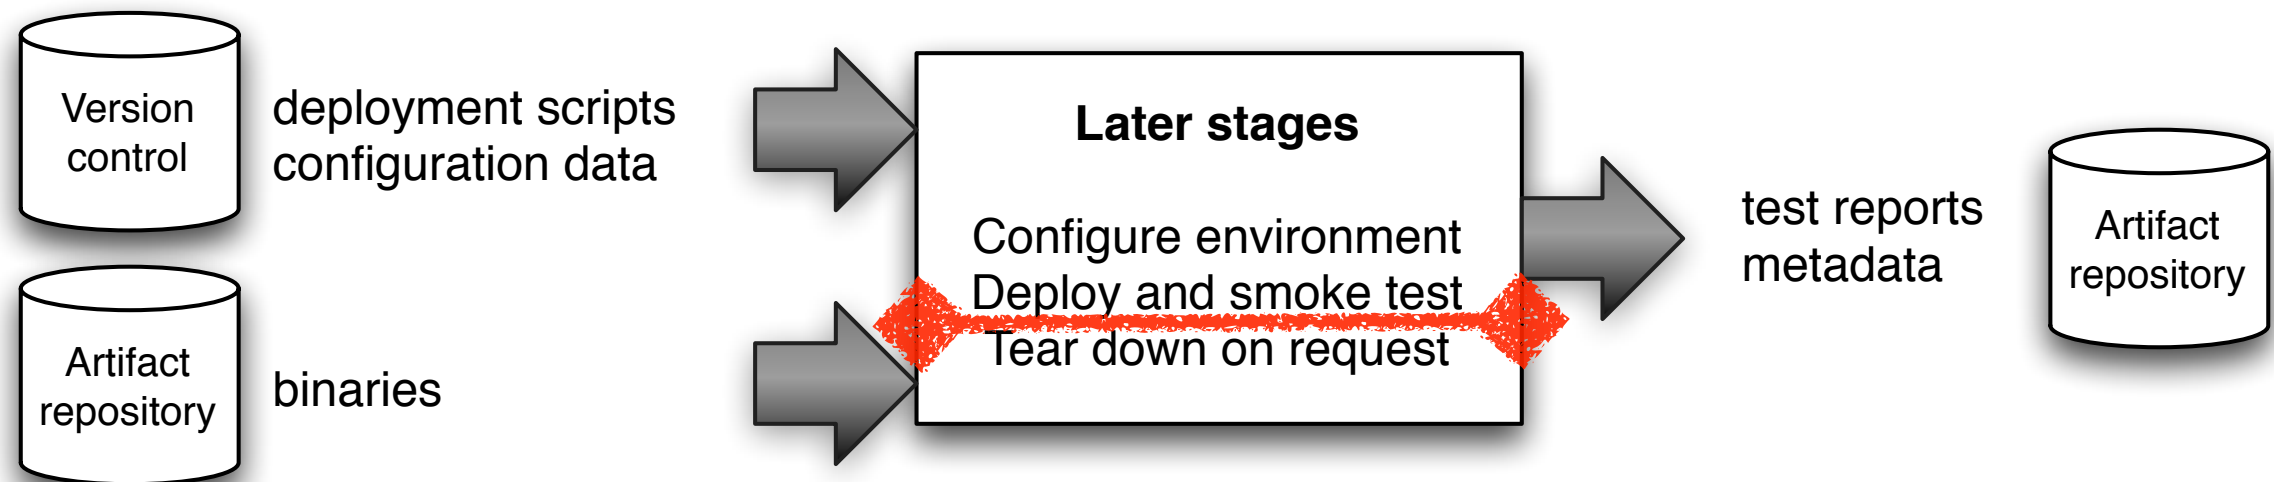 Version
control
deployment scripts
configuration data
Artifact
repository
binaries
Later stages
Configure environment
Deploy and smoke test
Tear down on request
test reports
metadata
Artifact
repository